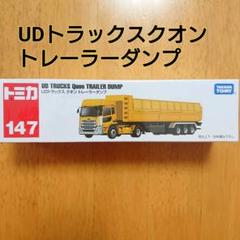 UDトラックスクオン
トレーラーダンプ
トミカ
147
UD TRUCKS Quon TRAILER DUMP
UDトラックス クオン トレーラーダンプ
TAKARA TOMY